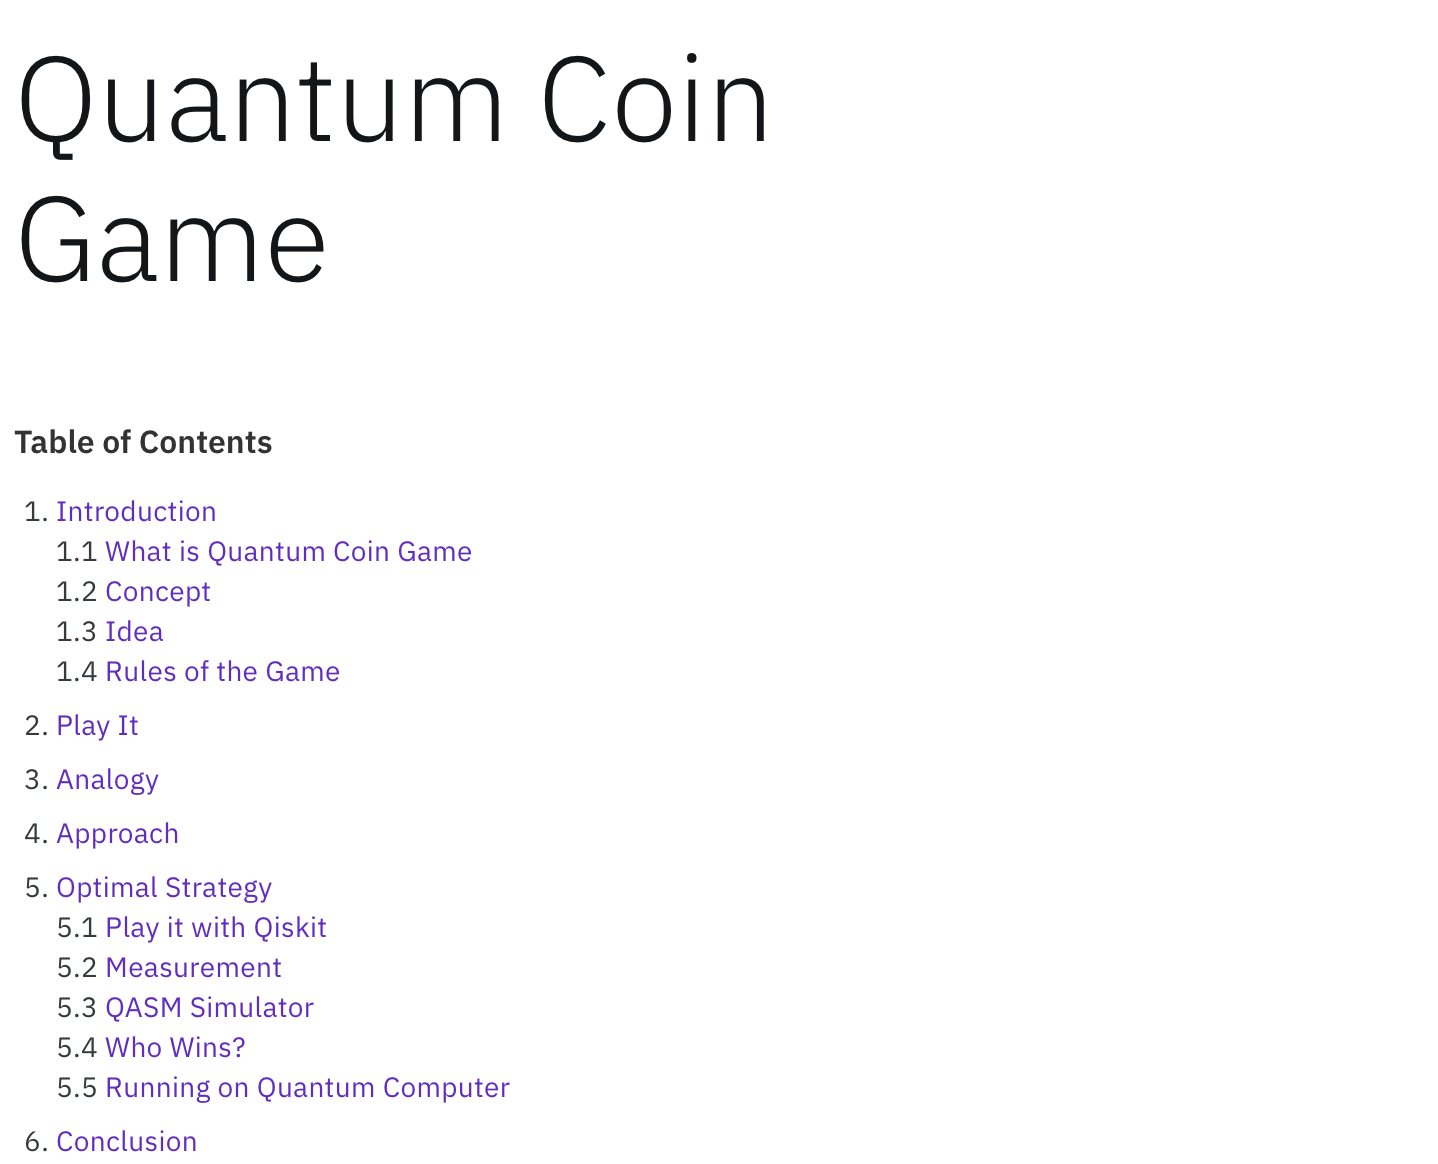 Quantum Coin
Game
Table of Contents
1. Introduction
1.1 What is Quantum Coin Game
1.2 Concept
1.3 Idea
1.4 Rules of the Game
2. Play It
3. Analogy
4. Approach
5. Optimal Strategy
5.1 Play it with Qiskit
5.2 Measurement
5.3 QASM Simulator
5.4 Who Wins?
5.5 Running on Quantum Computer
6. Conclusion